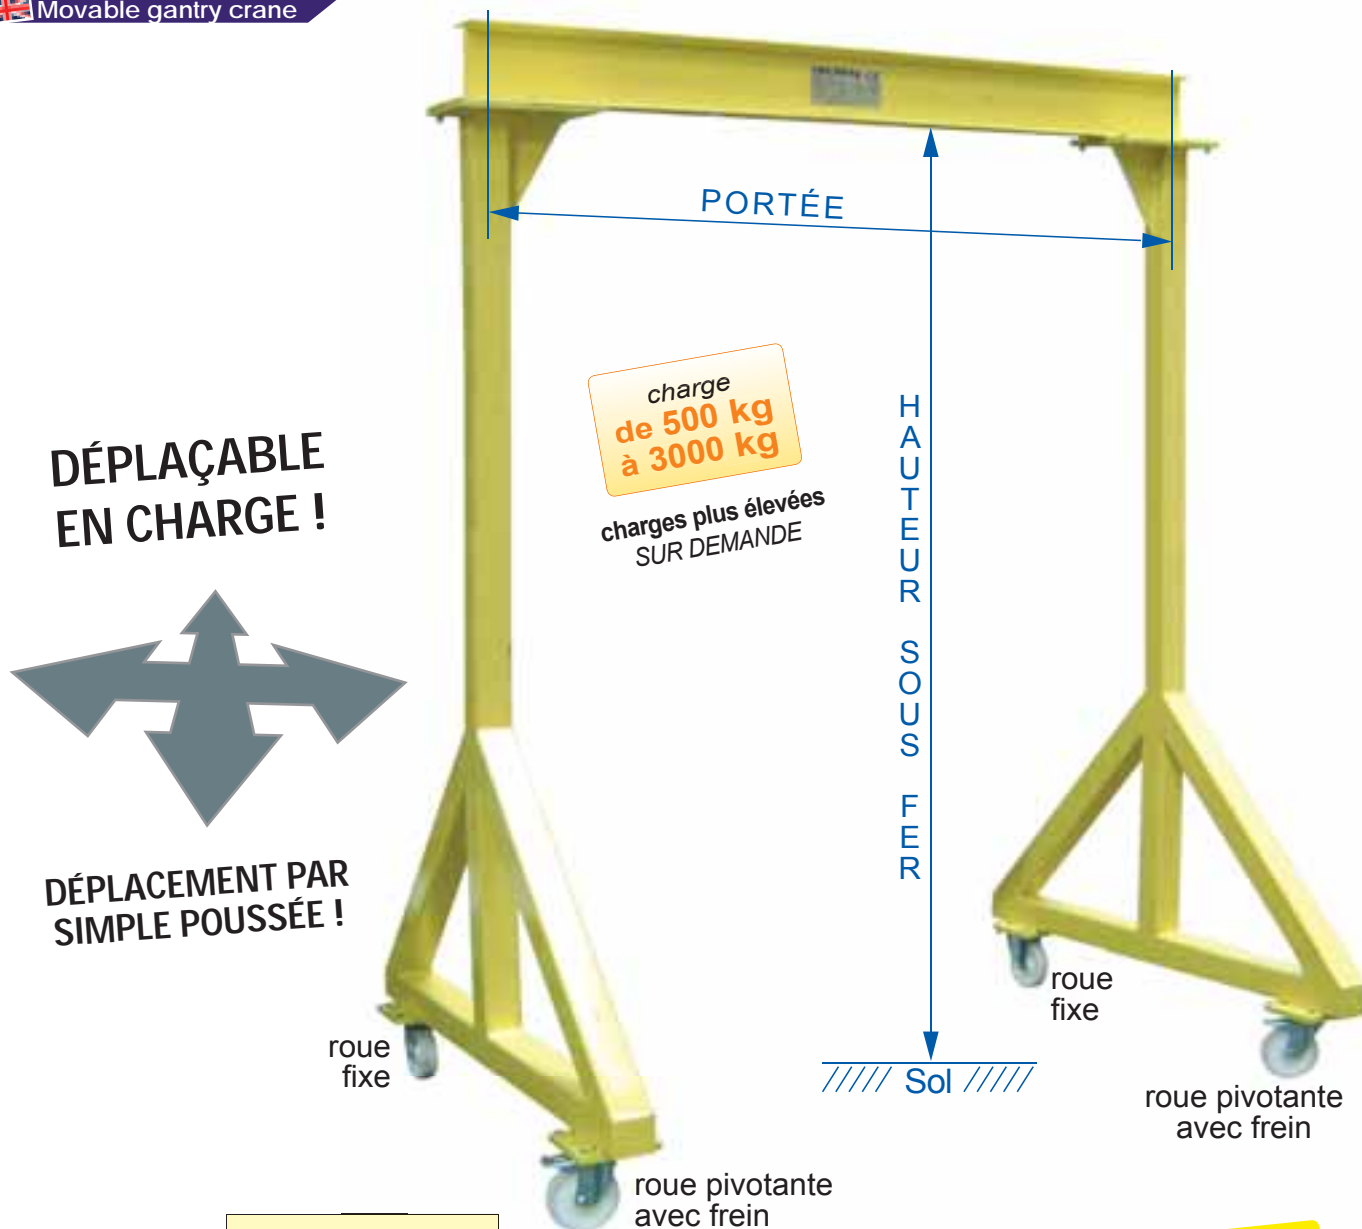 Movable gantry crane
PORTÉE
charge
de 500 kg
à 3000 kg
charges plus élevées
SUR DEMANDE
HAUTEUR SOUS FER
DÉPLAÇABLE
EN CHARGE !
DÉPLACEMENT PAR
SIMPLE POUSSÉE !
roue
fixe
roue
fixe
Sol
roue pivotante
avec frein
roue pivotante
avec frein